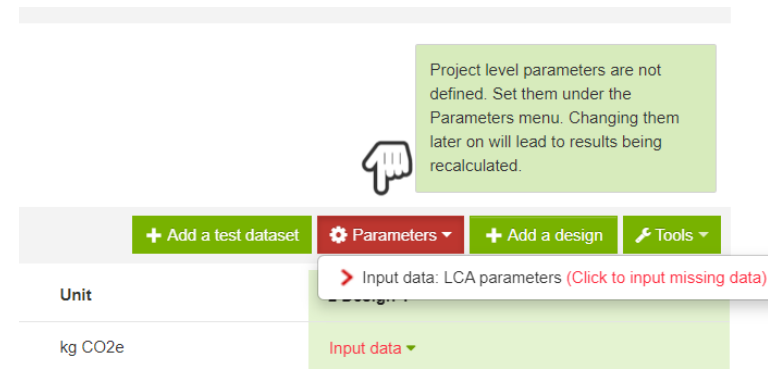 Project level parameters are not
defined. Set them under the
Parameters menu. Changing them
later on will lead to results being
recalculated.
Add a test dataset Parameters Add a design Tools
Input data: LCA parameters (Click to input missing data)
Unit
kg CO2e Input data